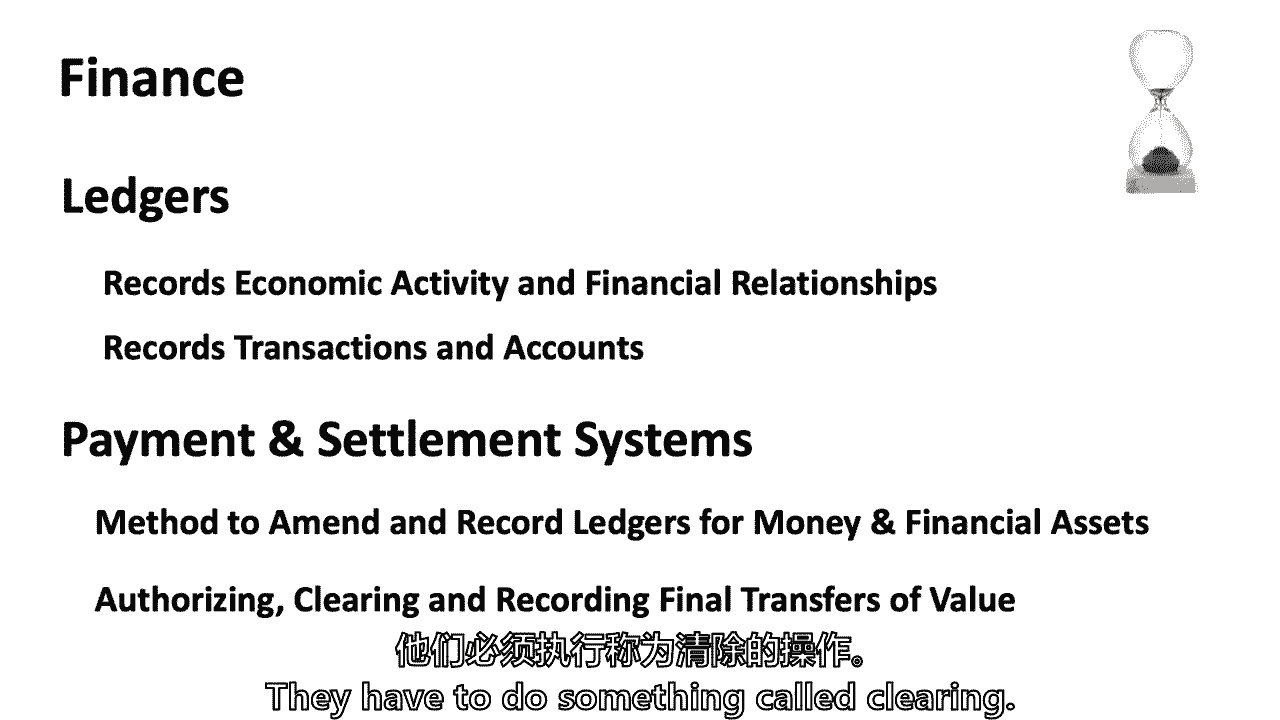 Finance
Ledgers
Records Economic Activity and Financial Relationships
Records Transactions and Accounts
Payment & Settlement Systems
Method to Amend and Record Ledgers for Money & Financial Assets
Authorizing, Clearing and Recording Final Transfers of Value
他们必须执行称为清除的操作。
They have to do something called clearing.